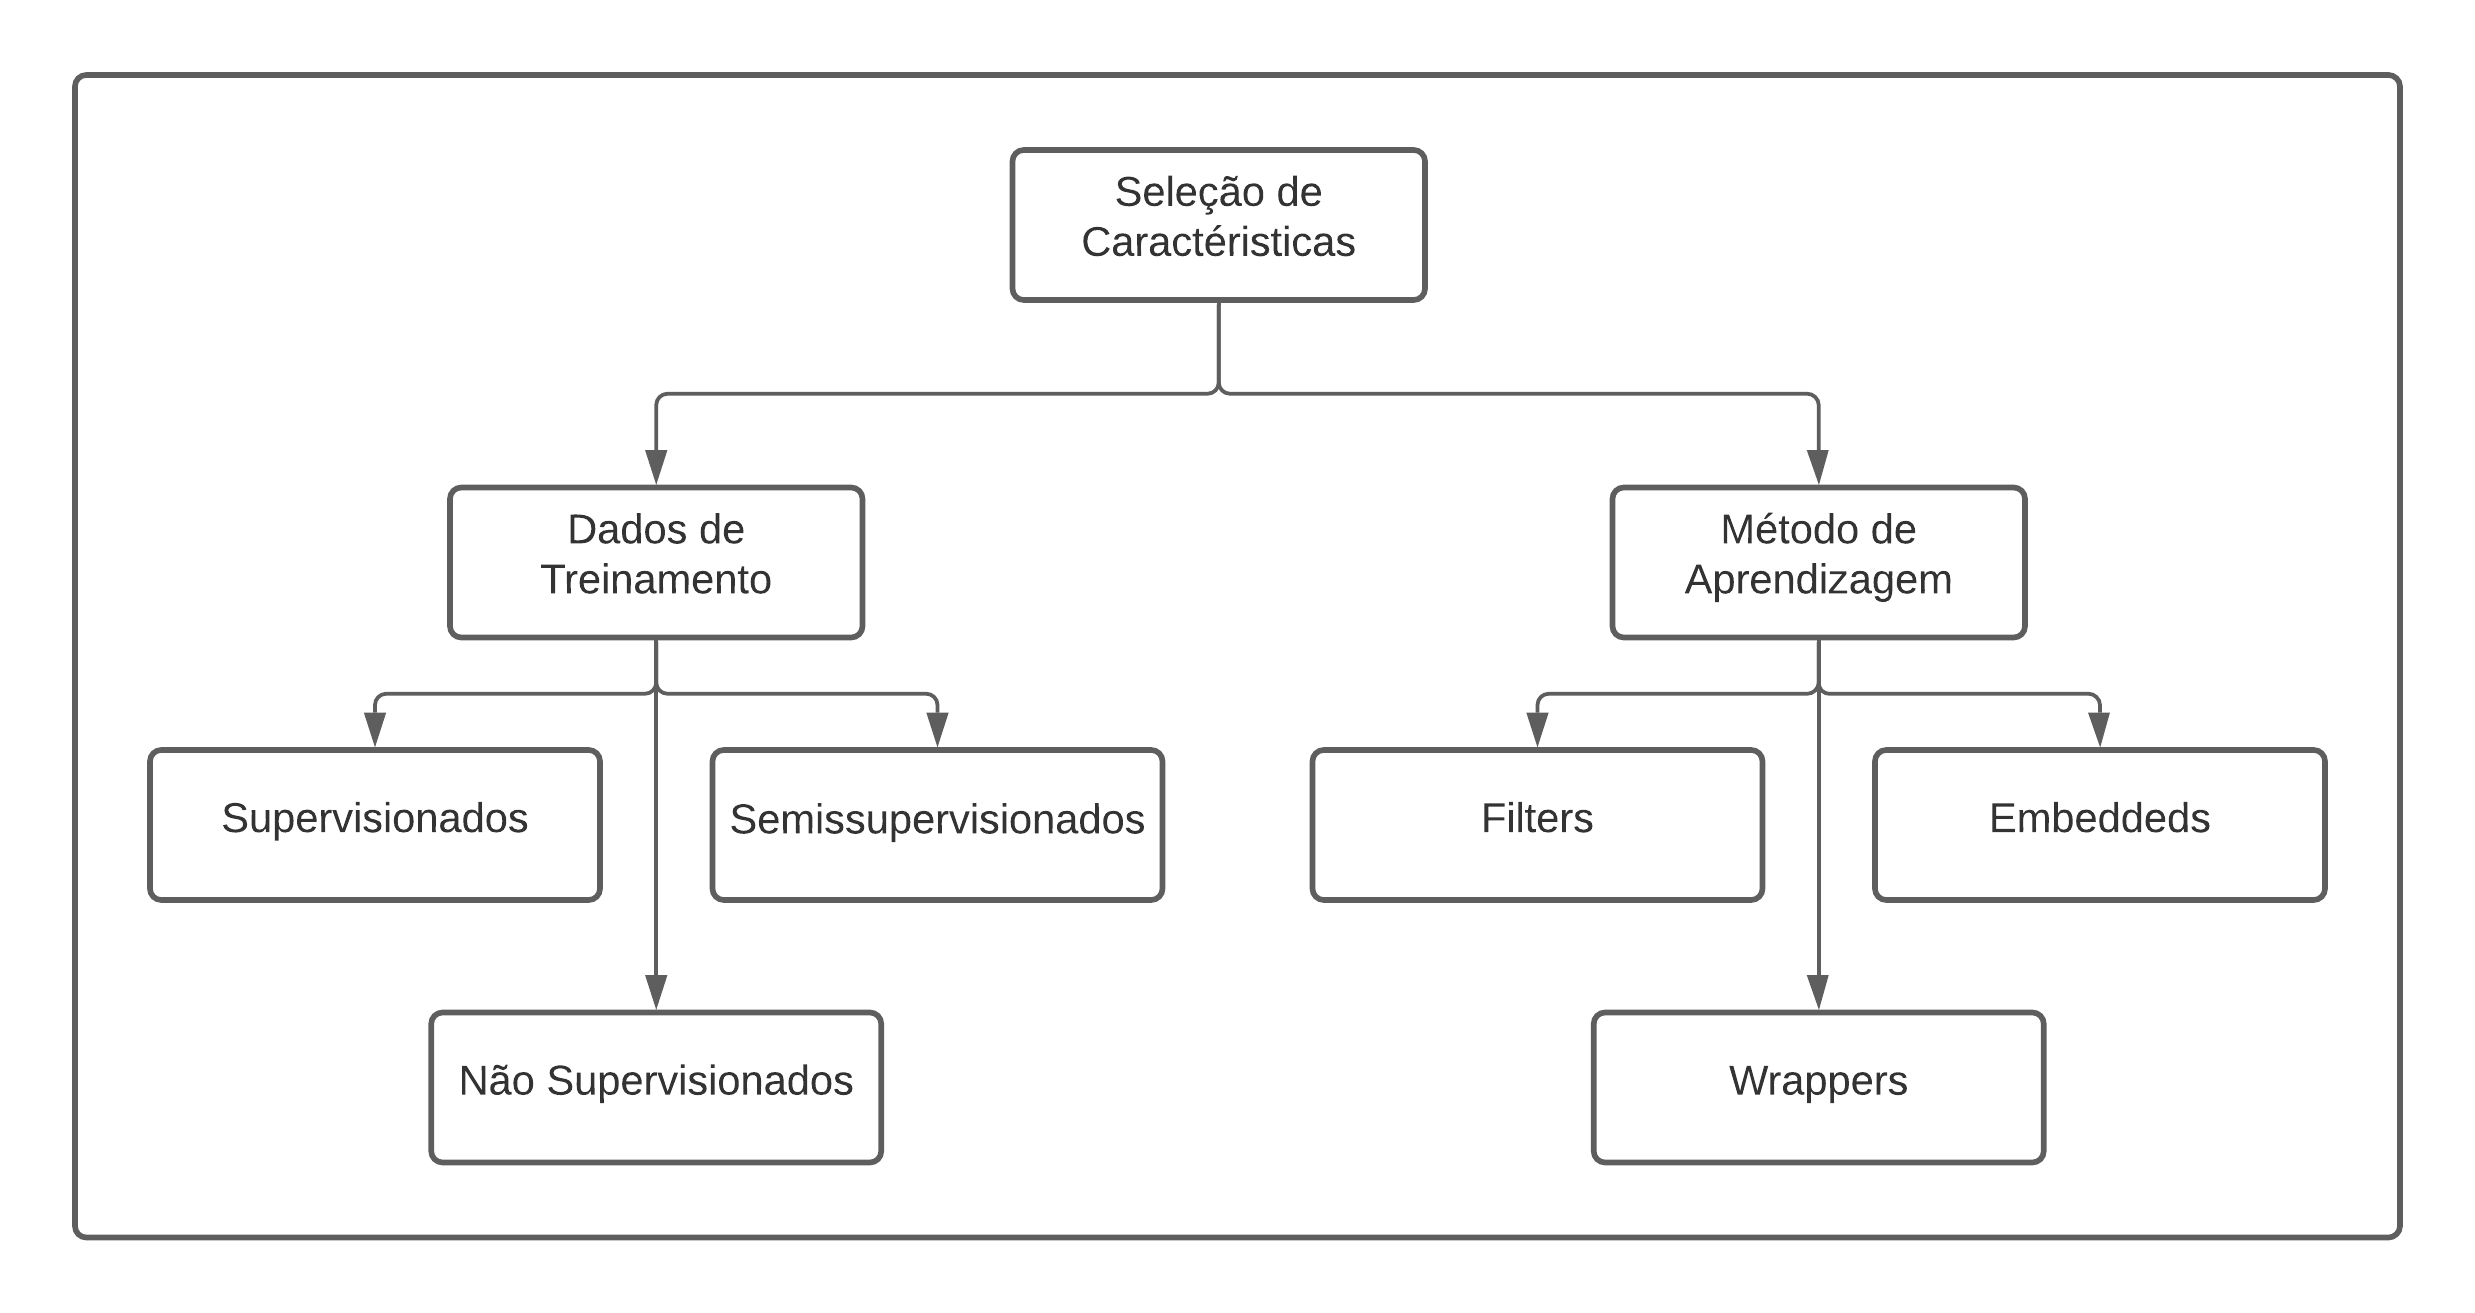 Seleção de
Caractéristicas
Dados de
Treinamento
Método de
Aprendizagem
Supervisionados
Semissupervisionados
Filters
Embeddeds
Não Supervisionados
Wrappers